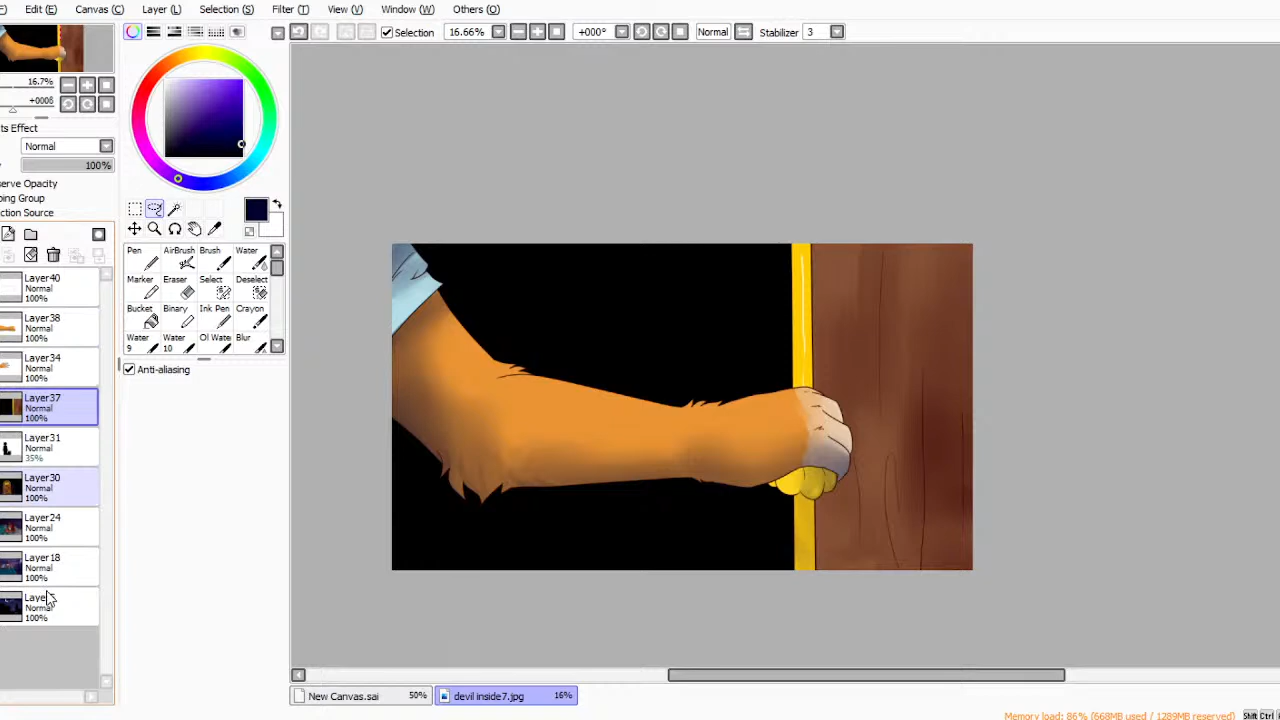 Edit (E) Canvas (C) Layer (L) Selection (S) Filter (T) View (V) Window (W) Others (O)
Selection 16.66% +000° Normal Stabilizer 3
16.7%
+000
ts Effect
Normal
100%
erve Opacity
ping Group
ction Source
Pen AirBrush Brush Water
Marker Eraser Select Deselect
Bucket Binary Ink Pen Crayon
Water 9 Water 10 Oil Water Blur
Anti-aliasing
Layer40
Normal
100%
Layer38
Normal
100%
Layer34
Normal
100%
Layer37
Normal
100%
Layer31
Normal
35%
Layer30
Normal
100%
Layer24
Normal
100%
Layer18
Normal
100%
Laye
Normal
100%
New Canvas.sai 50% devil inside7.jpg 16%
Memory load: 86% (668MB used / 1289MB reserved) Shift Ctrl